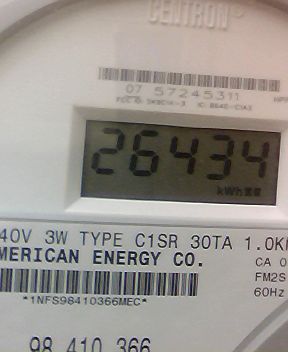 CENTRON®
07 57245311
26434
kWh
40V 3W TYPE C1SR 30TA 1.0K
MERICAN ENERGY CO.
CA 0
FM2S
60Hz
*1NFS98410366MEC*
98 410 366